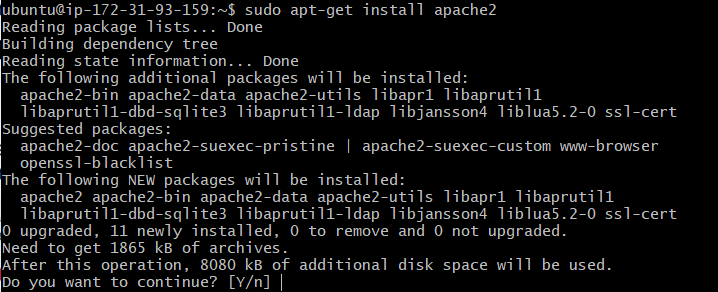 ubuntu@ip-172-31-93-159:~$ sudo apt-get install apache2
Reading package lists... Done
Building dependency tree
Reading state information... Done
The following additional packages will be installed:
  apache2-bin apache2-data apache2-utils libapr1 libaprutil1
  libaprutil1-dbd-sqlite3 libaprutil1-ldap libjansson4 liblua5.2-0 ssl-cert
Suggested packages:
  apache2-doc apache2-suexec-pristine | apache2-suexec-custom www-browser
  openssl-blacklist
The following NEW packages will be installed:
  apache2 apache2-bin apache2-data apache2-utils libapr1 libaprutil1
  libaprutil1-dbd-sqlite3 libaprutil1-ldap libjansson4 liblua5.2-0 ssl-cert
0 upgraded, 11 newly installed, 0 to remove and 0 not upgraded.
Need to get 1865 kB of archives.
After this operation, 8080 kB of additional disk space will be used.
Do you want to continue? [Y/n]